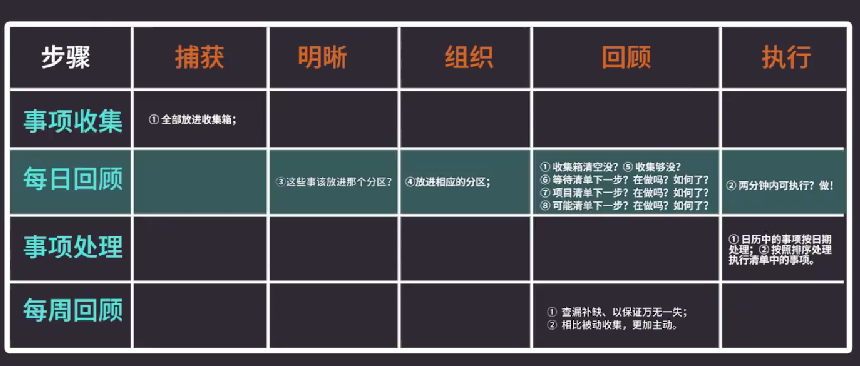 步骤
捕获
明晰
组织
回顾
执行
事项收集
① 全部放进收集箱；
每日回顾
③这些事该放进那个分区？
④放进相应的分区；
① 收集箱清空没？⑤ 收集够没？
⑥ 等待清单下一步？在做吗？如何了？
⑦ 项目清单下一步？在做吗？如何了？
⑧ 可能清单下一步？在做吗？如何了？
② 两分钟内可执行？做！
事项处理
① 日历中的事项按日期
处理；② 按照排序处理
执行清单中的事项。
每周回顾
① 查漏补缺、以保证万无一失；
② 相比被动收集，更加主动。